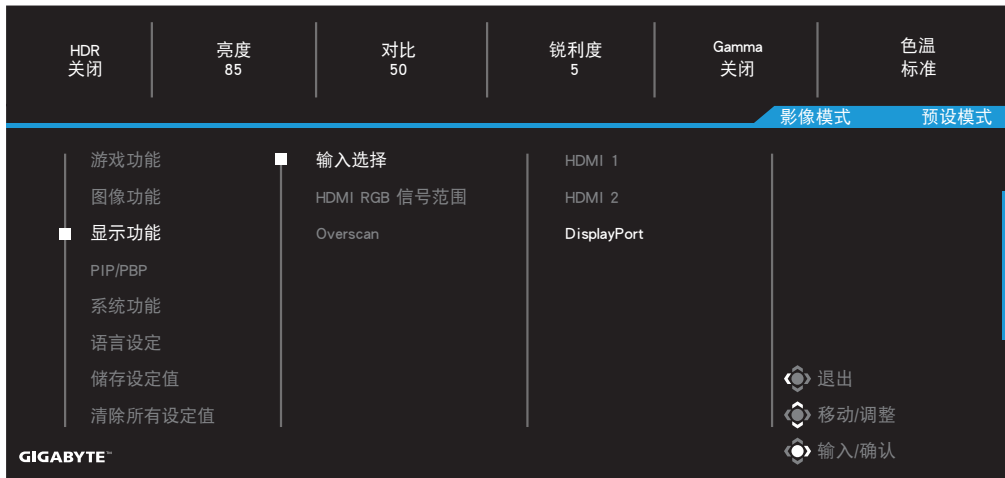 HDR
关闭
亮度
85
对比
50
锐利度
5
Gamma
关闭
色温
标准
影像模式 预设模式
游戏功能
图像功能
显示功能
PIP/PBP
系统功能
语言设定
储存设定值
清除所有设定值
输入选择
HDMI RGB 信号范围
Overscan
HDMI 1
HDMI 2
DisplayPort
退出
移动/调整
输入/确认
GIGABYTE™